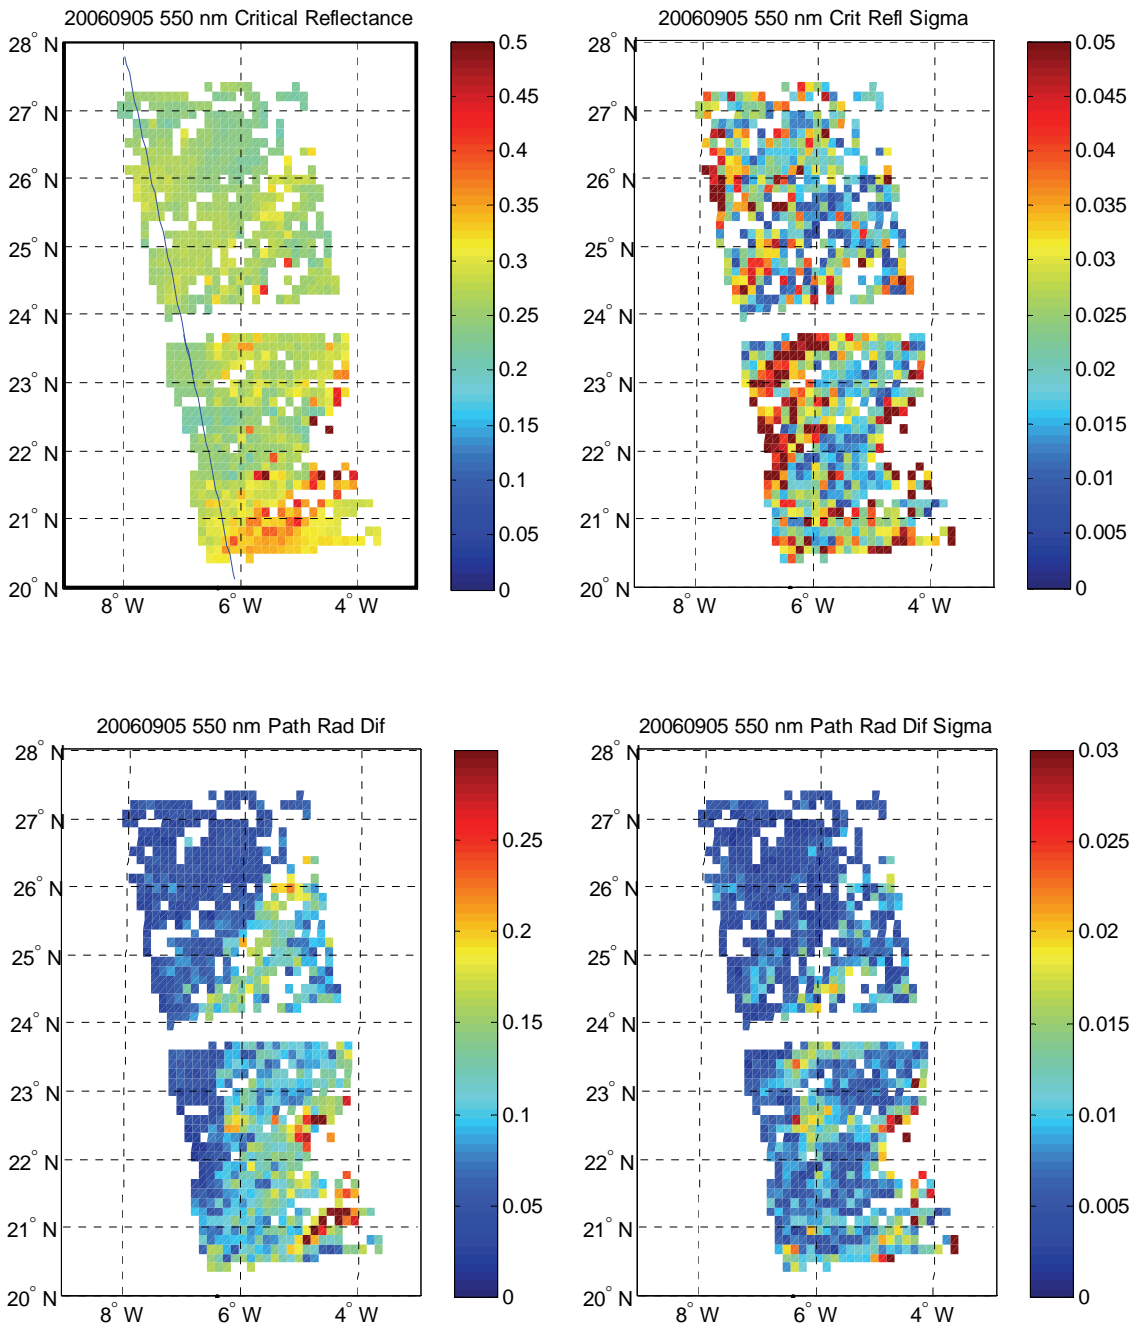 20060905 550 nm Critical Reflectance
28° N
27° N
26° N
25° N
24° N
23° N
22° N
21° N
20° N
8° W
6° W
4° W
0.5
0.45
0.4
0.35
0.3
0.25
0.2
0.15
0.1
0.05
0
20060905 550 nm Crit Refl Sigma
28° N
27° N
26° N
25° N
24° N
23° N
22° N
21° N
20° N
8° W
6° W
4° W
0.05
0.045
0.04
0.035
0.03
0.025
0.02
0.015
0.01
0.005
0
20060905 550 nm Path Rad Dif
28° N
27° N
26° N
25° N
24° N
23° N
22° N
21° N
20° N
8° W
6° W
4° W
0.25
0.2
0.15
0.1
0.05
0
20060905 550 nm Path Rad Dif Sigma
28° N
27° N
26° N
25° N
24° N
23° N
22° N
21° N
20° N
8° W
6° W
4° W
0.03
0.025
0.02
0.015
0.01
0.005
0